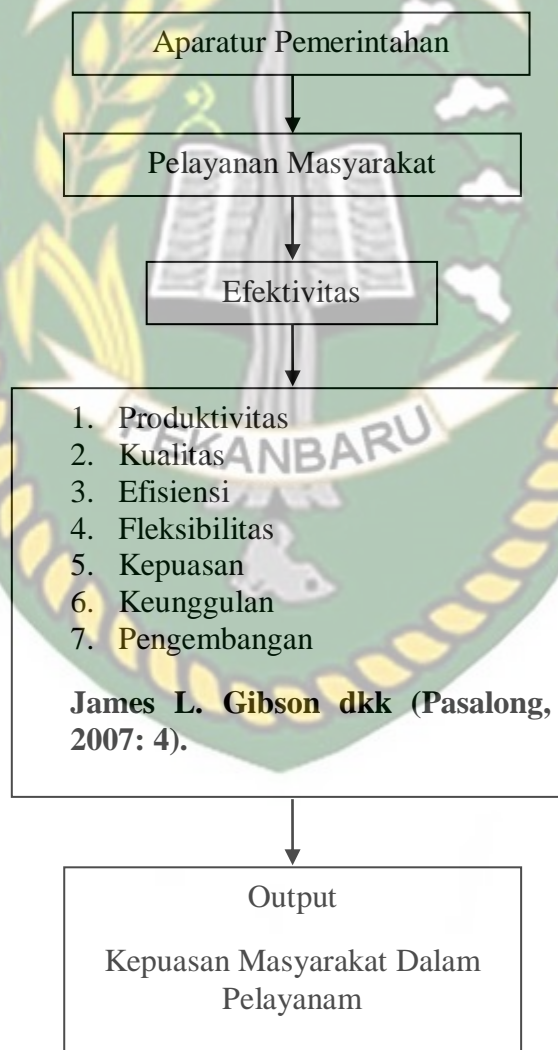 Aparatur Pemerintahan
Pelayanan Masyarakat
Efektivitas
1. Produktivitas
2. Kualitas
3. Efisiensi
4. Fleksibilitas
5. Kepuasan
6. Keunggulan
7. Pengembangan
PEKANBARU
James L. Gibson dkk (Pasalong,
2007: 4).
Output
Kepuasan Masyarakat Dalam
Pelayanam